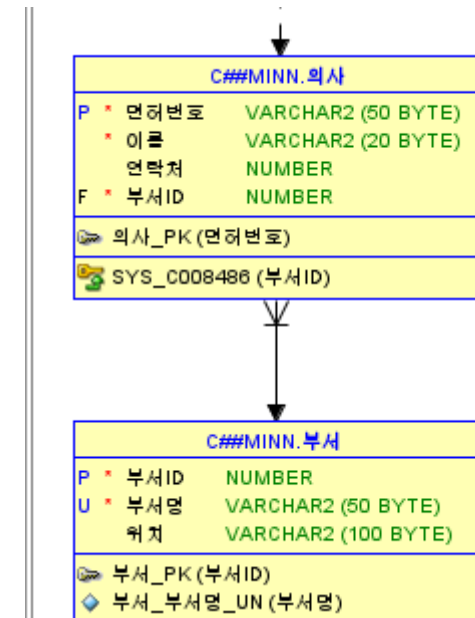 C##MINN.의사
P * 면허번호 VARCHAR2 (50 BYTE)
* 이름 VARCHAR2 (20 BYTE)
연락처 NUMBER
F * 부서ID NUMBER
의사_PK (면허번호)
SYS_C008486 (부서ID)
C##MINN.부서
P * 부서ID NUMBER
U * 부서명 VARCHAR2 (50 BYTE)
위치 VARCHAR2 (100 BYTE)
부서_PK (부서ID)
부서_부서명_UN (부서명)